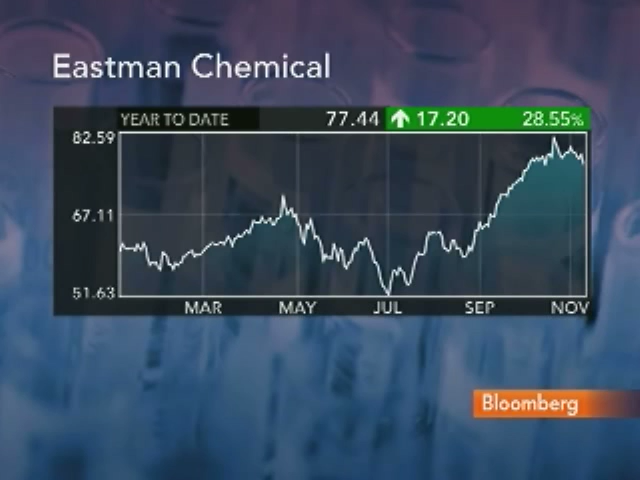 Eastman Chemical
YEAR TO DATE 77.44 17.20 28.55%
82.59
67.11
51.63
MAR MAY JUL SEP NOV
Bloomberg